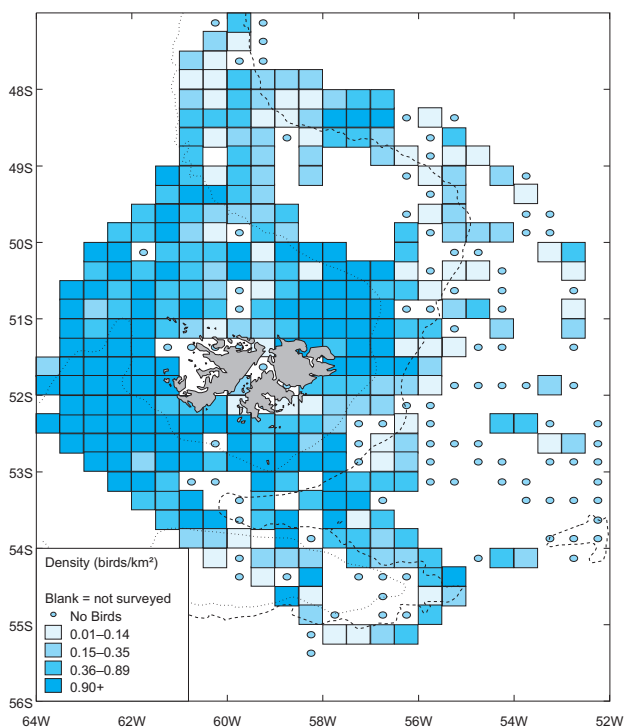 48S
49S
50S
51S
52S
53S
54S
55S
56S
Density (birds/km²)
Blank = not surveyed
No Birds
0.01–0.14
0.15–0.35
0.36–0.89
0.90+
64W 62W 60W 58W 56W 54W 52W